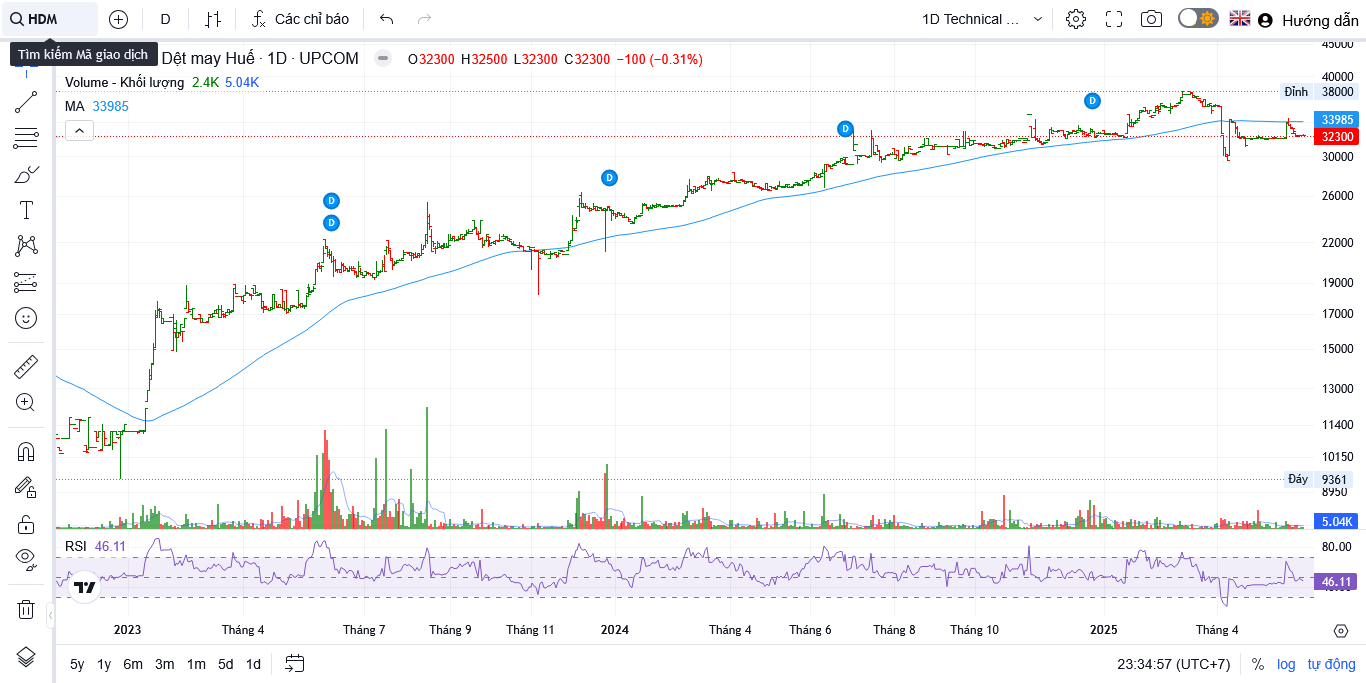 HDM D Các chỉ báo 1D Technical ... Hướng dẫn
Tìm kiếm Mã giao dịch
Dệt may Huế · 1D · UPCOM O32300 H32500 L32300 C32300 −100 (−0.31%)
Volume - Khối lượng 2.4K 5.04K
MA 33985
45000
40000
Đỉnh 38000
33985
32300
30000
26000
22000
19000
17000
15000
13000
11400
10150
Đáy 9361
8950
5.04K
D
D
D
D
D
RSI 46.11
80.00
46.11
2023 Tháng 4 Tháng 7 Tháng 9 Tháng 11 2024 Tháng 4 Tháng 6 Tháng 8 Tháng 10 2025 Tháng 4
5y 1y 6m 3m 1m 5d 1d 23:34:57 (UTC+7) % log tự động